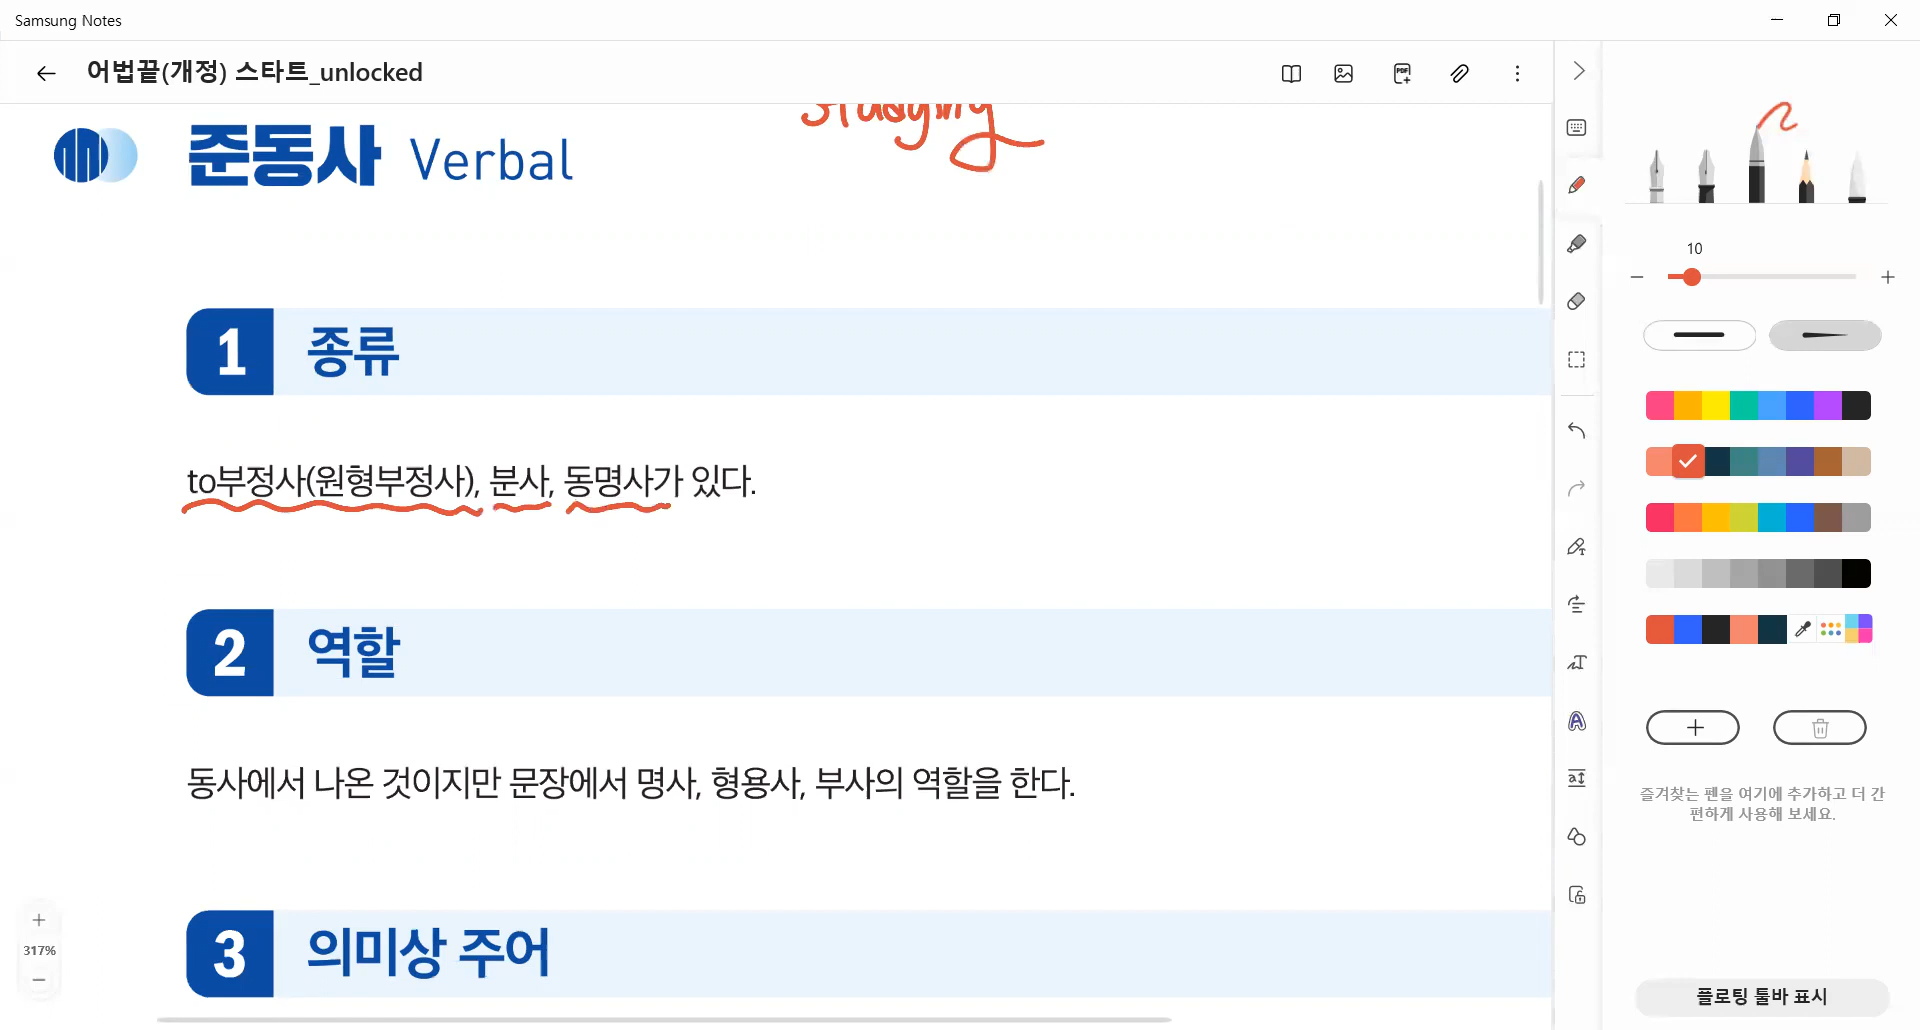 Samsung Notes
어법끝(개정) 스타트_unlocked
studying
준동사 Verbal
10
1 종류
to부정사(원형부정사), 분사, 동명사가 있다.
2 역할
동사에서 나온 것이지만 문장에서 명사, 형용사, 부사의 역할을 한다.
즐겨찾는 펜을 여기에 추가하고 더 간
편하게 사용해 보세요.
3 의미상 주어
317%
플로팅 툴바 표시